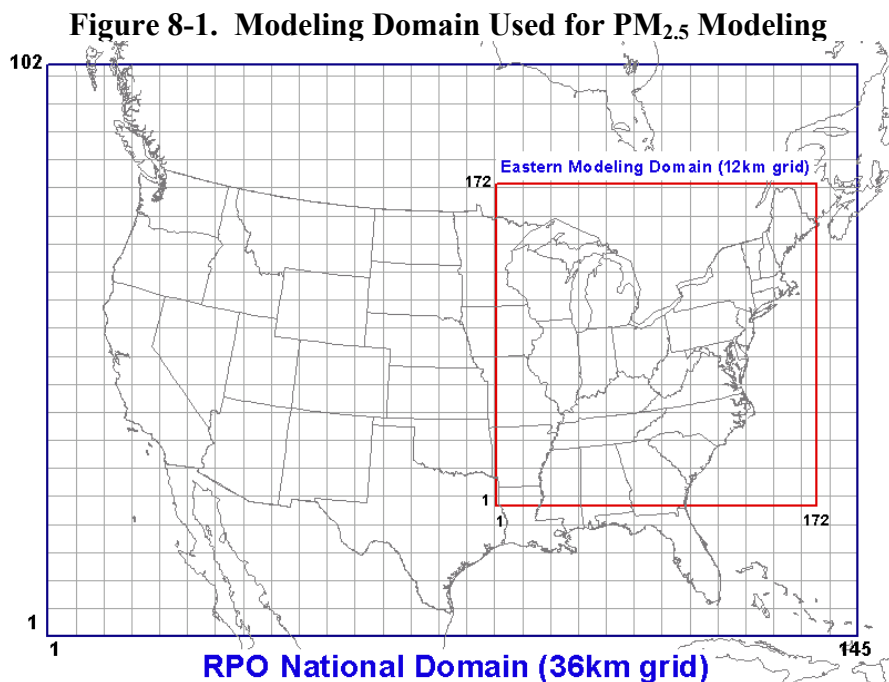 Figure 8-1. Modeling Domain Used for PM2.5 Modeling
102
Eastern Modeling Domain (12km grid)
172
1
1
172
1
1
145
RPO National Domain (36km grid)